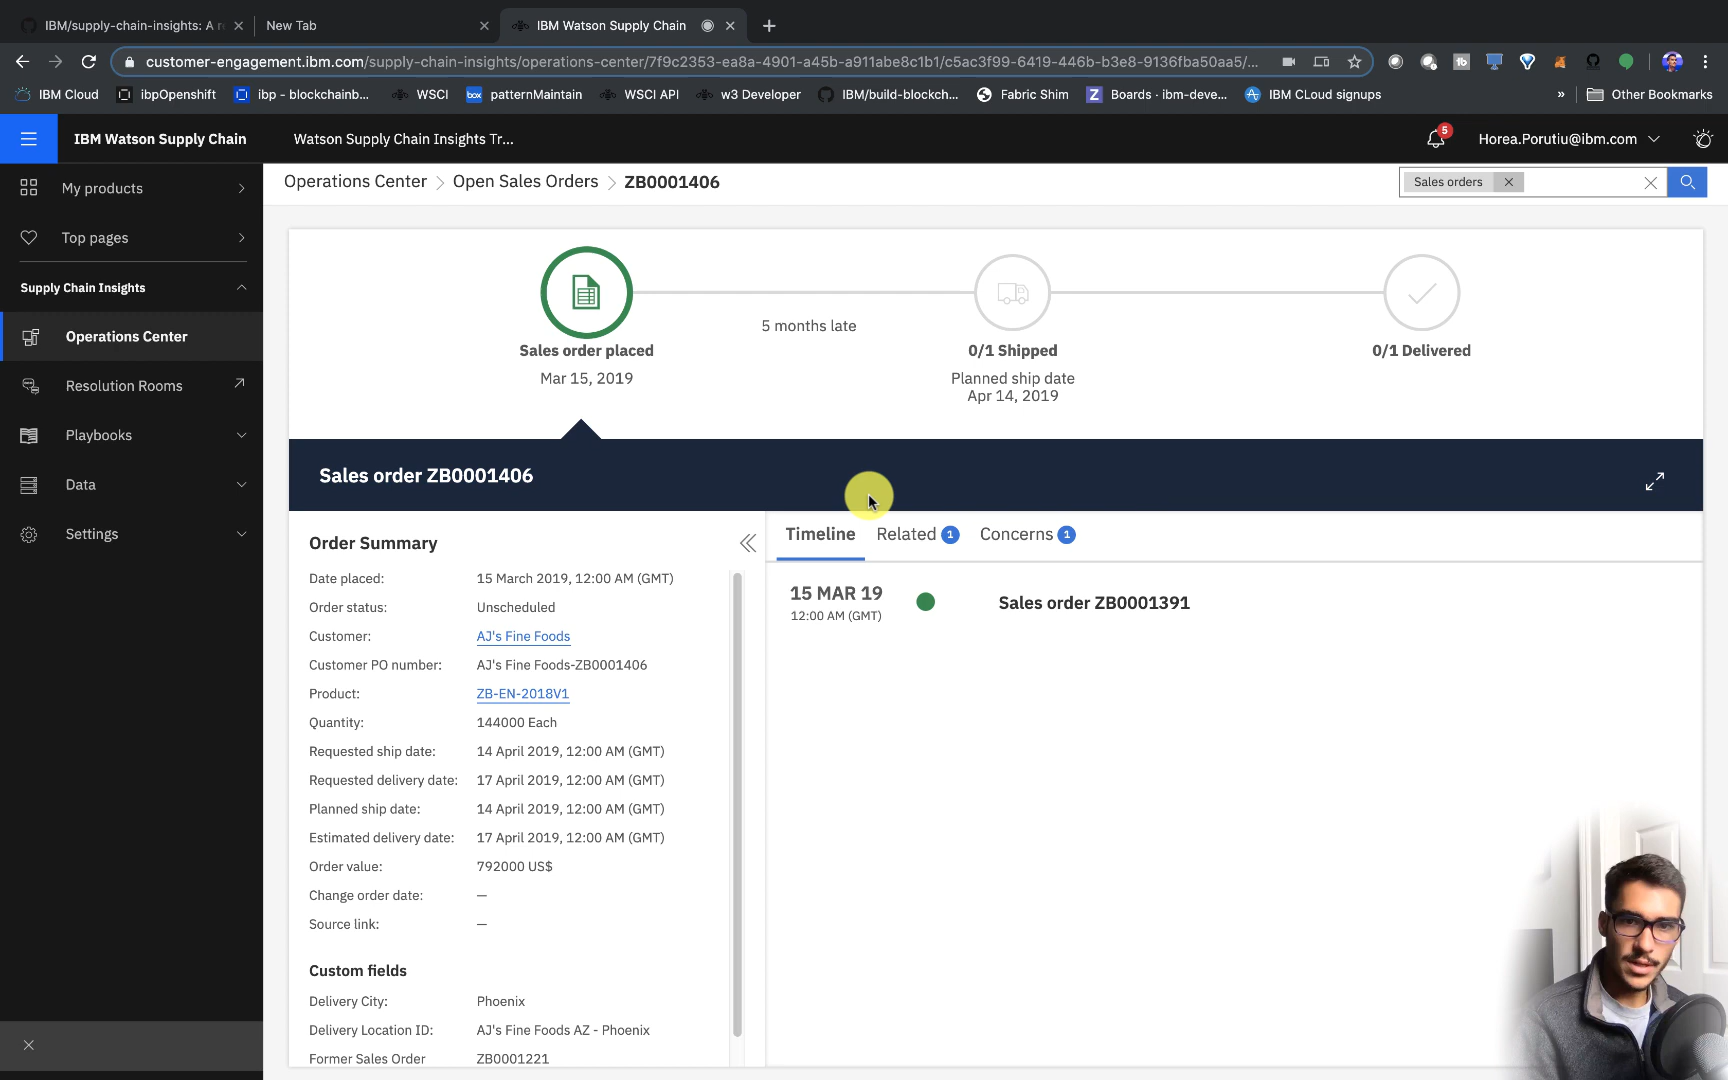 IBM/supply-chain-insights: A r
New Tab
IBM Watson Supply Chain
customer-engagement.ibm.com/supply-chain-insights/operations-center/7f9c2353-ea8a-4901-a45b-a911abe8c1b1/c5ac3f99-6419-446b-b3e8-9136fba50aa5/...
IBM Cloud
ibpOpenshift
ibp - blockchainb...
WSCI
box patternMaintain
WSCI API
w3 Developer
IBM/build-blockch...
Fabric Shim
Z Boards · ibm-deve...
IBM CLoud signups
»
Other Bookmarks
IBM Watson Supply Chain
Watson Supply Chain Insights Tr...
5
Horea.Porutiu@ibm.com
My products
Top pages
Supply Chain Insights
Operations Center
Resolution Rooms
Playbooks
Data
Settings
Operations Center > Open Sales Orders > ZB0001406
Sales orders
Sales order placed
Mar 15, 2019
5 months late
0/1 Shipped
Planned ship date
Apr 14, 2019
0/1 Delivered
Sales order ZB0001406
Order Summary
Date placed: 15 March 2019, 12:00 AM (GMT)
Order status: Unscheduled
Customer: AJ's Fine Foods
Customer PO number: AJ's Fine Foods-ZB0001406
Product: ZB-EN-2018V1
Quantity: 144000 Each
Requested ship date: 14 April 2019, 12:00 AM (GMT)
Requested delivery date: 17 April 2019, 12:00 AM (GMT)
Planned ship date: 14 April 2019, 12:00 AM (GMT)
Estimated delivery date: 17 April 2019, 12:00 AM (GMT)
Order value: 792000 US$
Change order date: —
Source link: —
Custom fields
Delivery City: Phoenix
Delivery Location ID: AJ's Fine Foods AZ - Phoenix
Former Sales Order ZB0001221
Timeline
Related 1
Concerns 1
15 MAR 19
12:00 AM (GMT)
Sales order ZB0001391